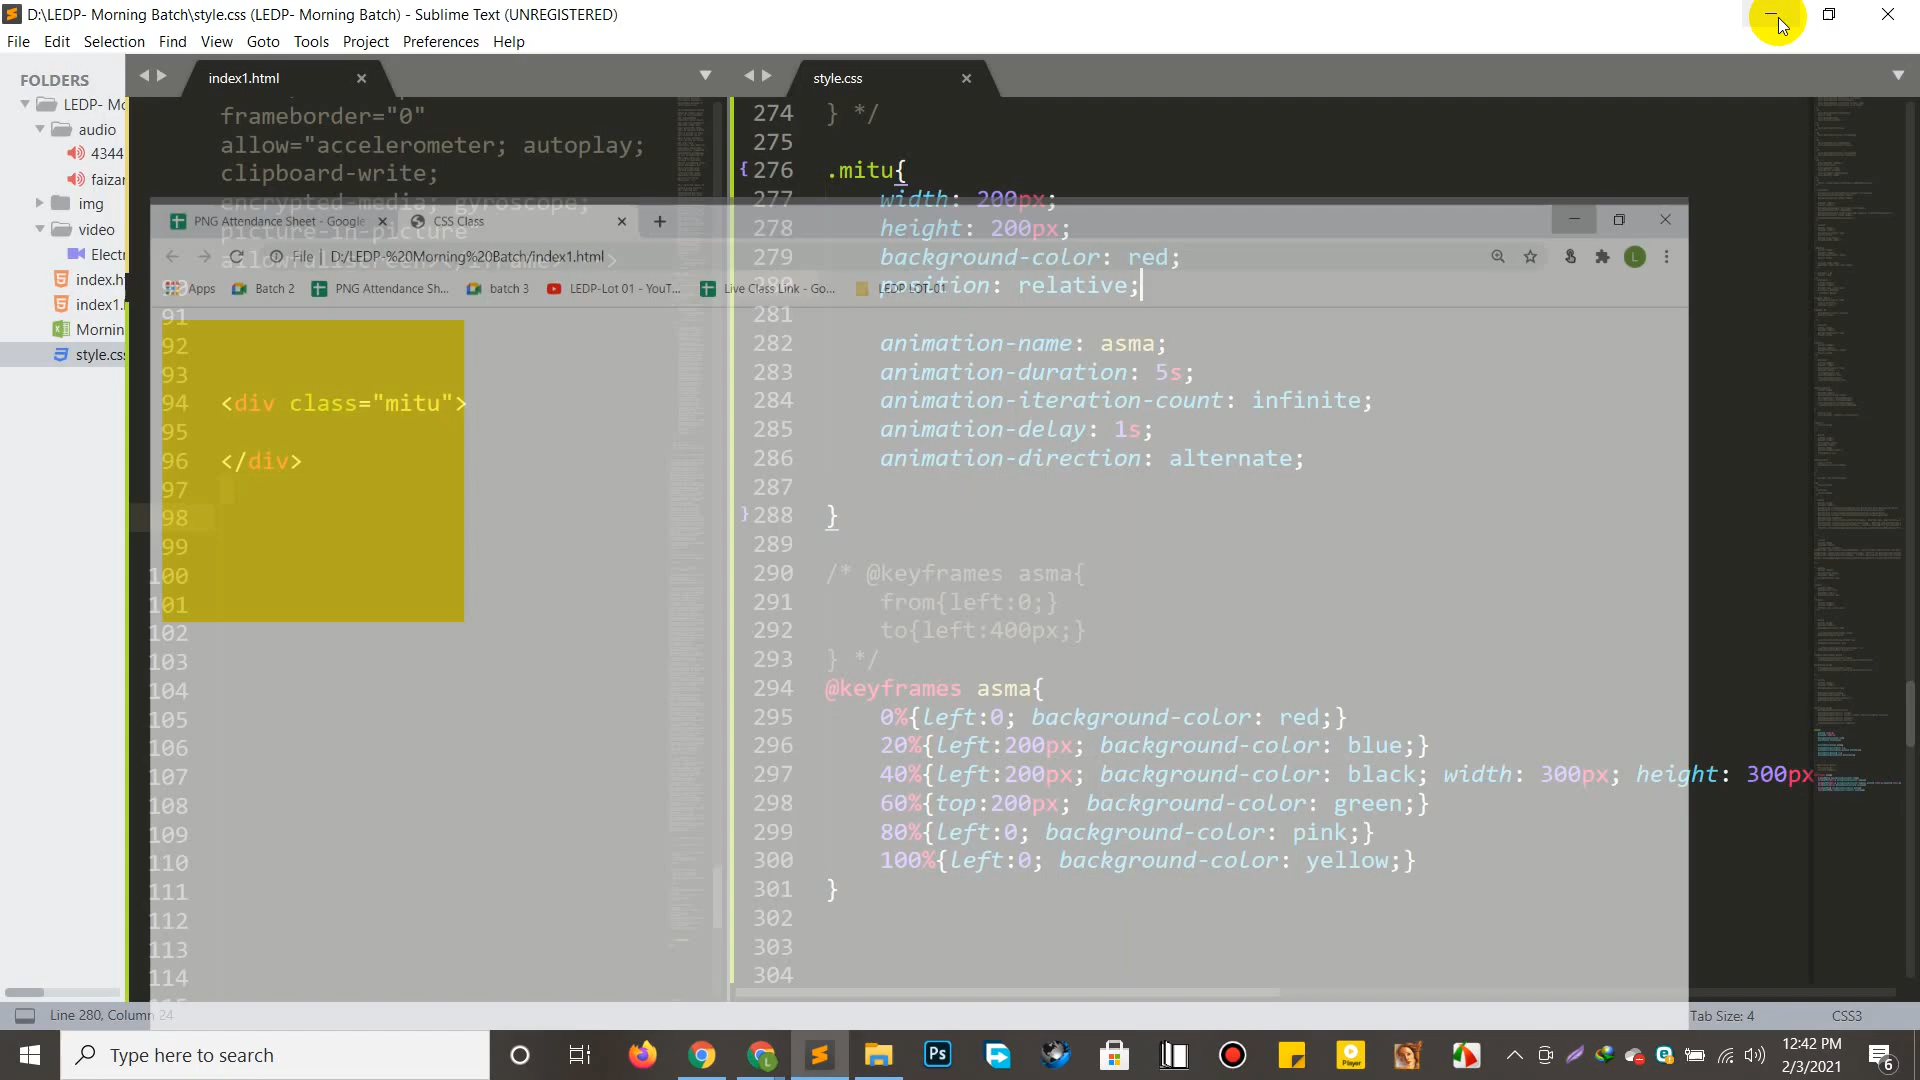 D:\LEDP- Morning Batch\style.css (LEDP- Morning Batch) - Sublime Text (UNREGISTERED)
File Edit Selection Find View Goto Tools Project Preferences Help
FOLDERS
LEDP- Mo
audio
4344
faizar
img
video
Electr
index.h
index1.
Mornin
style.css
index1.html
frameborder="0"
allow="accelerometer; autoplay;
clipboard-write;
encrypted-media; gyroscope;
picture-in-picture"
PNG Attendance Sheet - Google
CSS Class
File | D:/LEDP-%20Morning%20Batch/index1.html
L
Apps Batch 2 PNG Attendance Sh... batch 3 LEDP-Lot 01 - YouT... Live Class Link - Go... LEDP LOT-01
91
92
93
94 <div class="mitu">
95
96 </div>
97
98
99
100
101
102
103
104
105
106
107
108
109
110
111
112
113
114
style.css
274 } */
275
276 .mitu{
277 width: 200px;
278 height: 200px;
279 background-color: red;
280 position: relative;
281
282 animation-name: asma;
283 animation-duration: 5s;
284 animation-iteration-count: infinite;
285 animation-delay: 1s;
286 animation-direction: alternate;
287
288 }
289
290 /* @keyframes asma{
291 from{left:0;}
292 to{left:400px;}
293 } */
294 @keyframes asma{
295 0%{left:0; background-color: red;}
296 20%{left:200px; background-color: blue;}
297 40%{left:200px; background-color: black; width: 300px; height: 300px
298 60%{top:200px; background-color: green;}
299 80%{left:0; background-color: pink;}
300 100%{left:0; background-color: yellow;}
301 }
302
303
304
Line 280, Column 24
Tab Size: 4
CSS3
Type here to search
Ps
Player
12:42 PM
2/3/2021
6